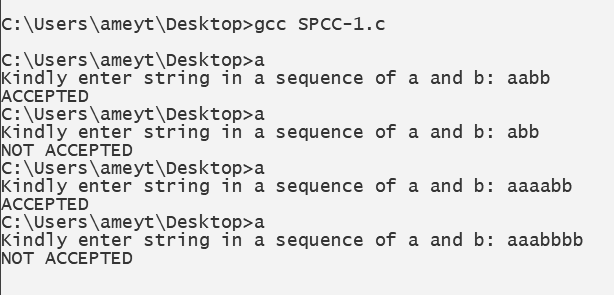 C:\Users\ameyt\Desktop>gcc SPCC-1.c
C:\Users\ameyt\Desktop>a
Kindly enter string in a sequence of a and b: aabb
ACCEPTED
C:\Users\ameyt\Desktop>a
Kindly enter string in a sequence of a and b: abb
NOT ACCEPTED
C:\Users\ameyt\Desktop>a
Kindly enter string in a sequence of a and b: aaaabb
ACCEPTED
C:\Users\ameyt\Desktop>a
Kindly enter string in a sequence of a and b: aaabbbb
NOT ACCEPTED